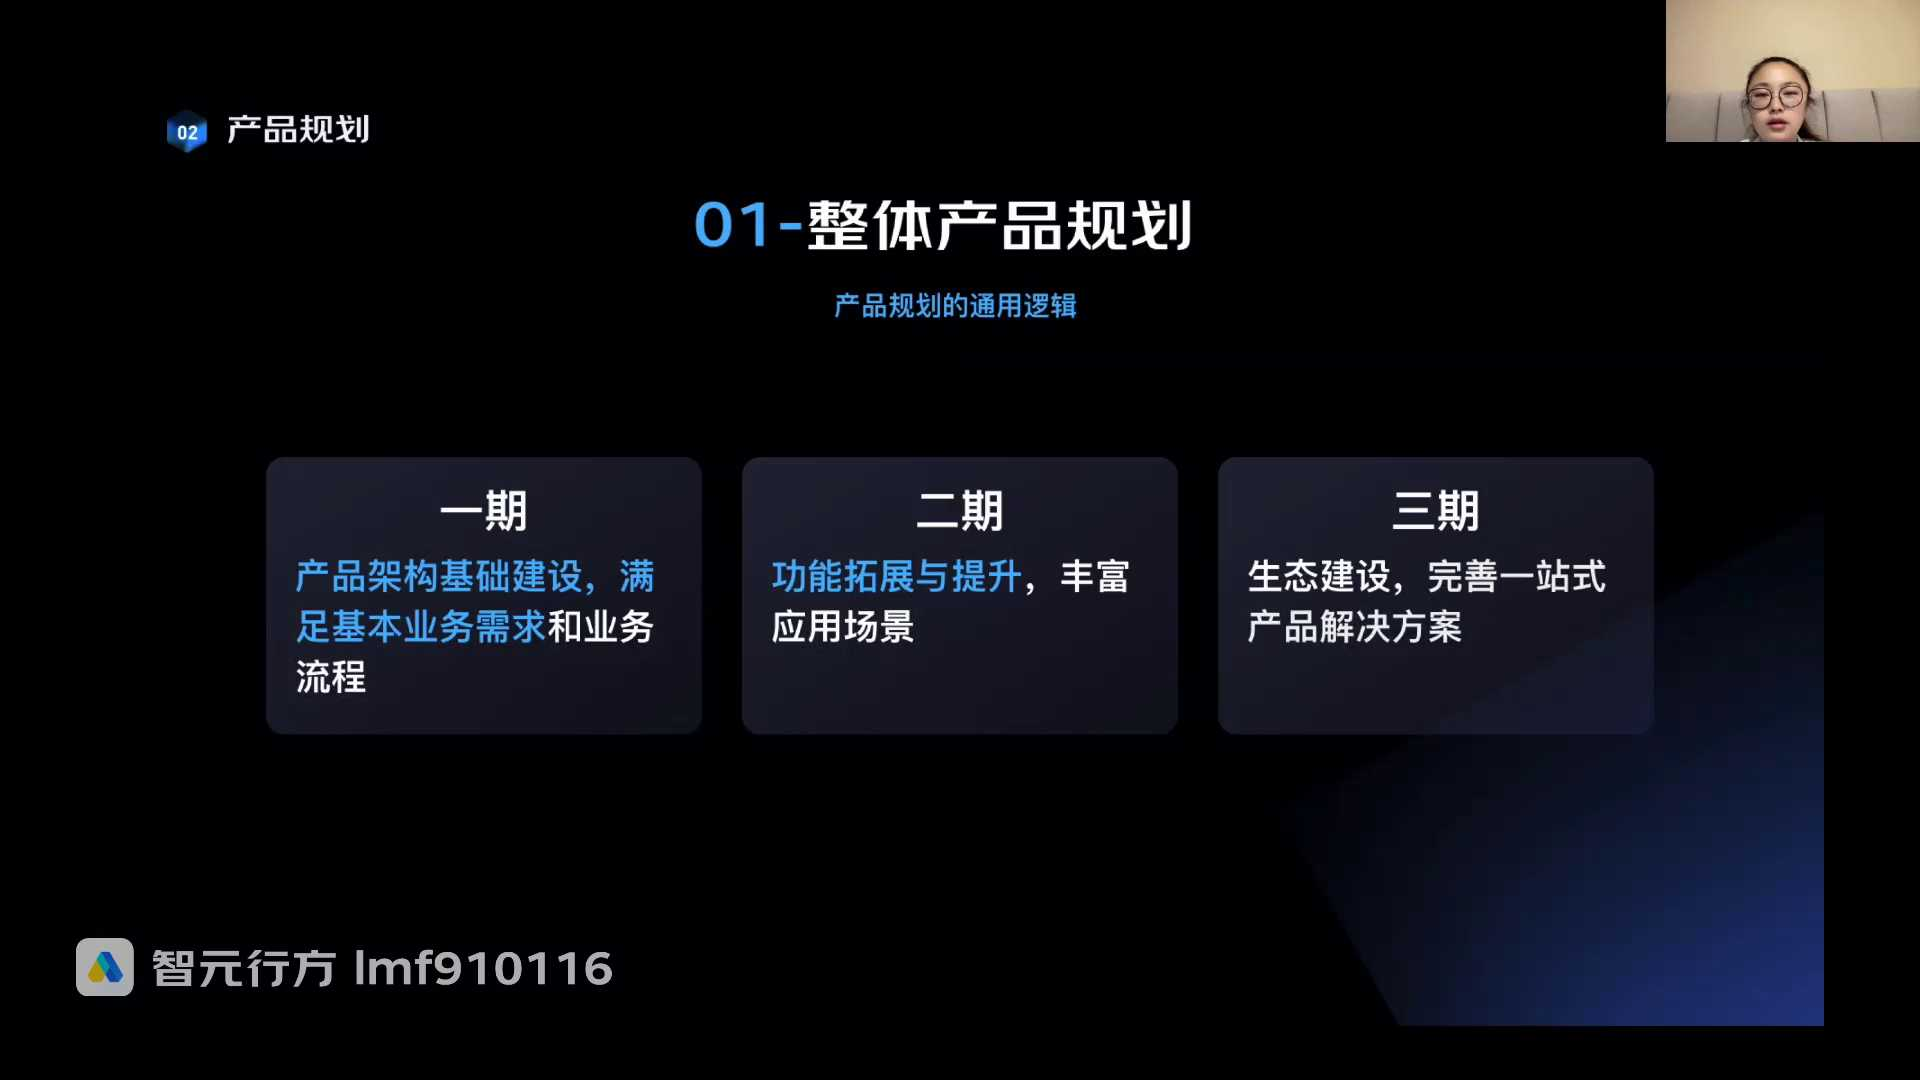 02 产品规划
01-整体产品规划
产品规划的通用逻辑
一期
产品架构基础建设，满
足基本业务需求和业务
流程
二期
功能拓展与提升，丰富
应用场景
三期
生态建设，完善一站式
产品解决方案
智元行方 lmf910116